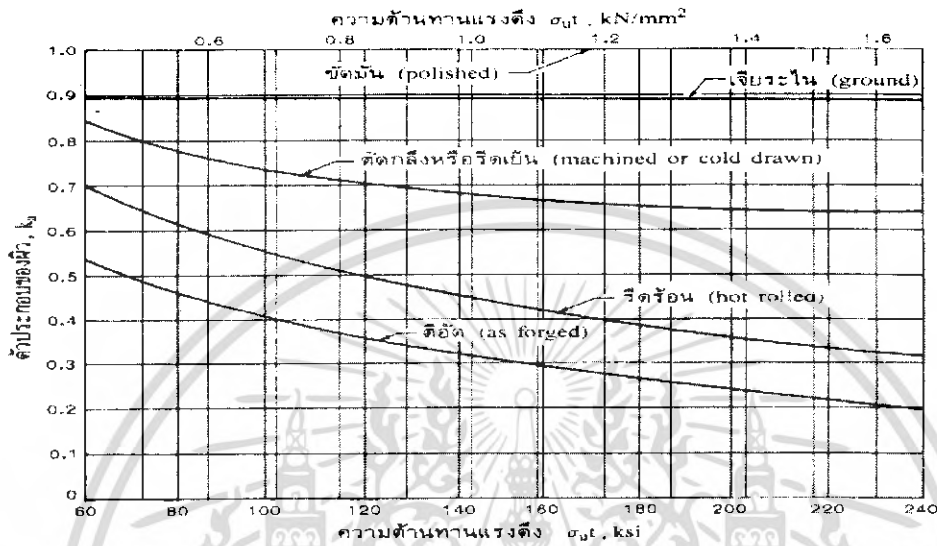 ความต้านทานแรงดึง σut , kN/mm²
0.6 0.8 1.0 1.2 1.4 1.6
1.0
ขัดมัน (polished)
เจียระไน (ground)
0.9
0.8
ตัดกลึงหรือรีดเย็น (machined or cold drawn)
0.7
0.6
0.5
รีดร้อน (hot rolled)
0.4
ตีอัด (as forged)
0.3
0.2
0.1
0
ตัวประกอบของผิว, ka
60 80 100 120 140 160 180 200 220 240
ความต้านทานแรงดึง σut , ksi